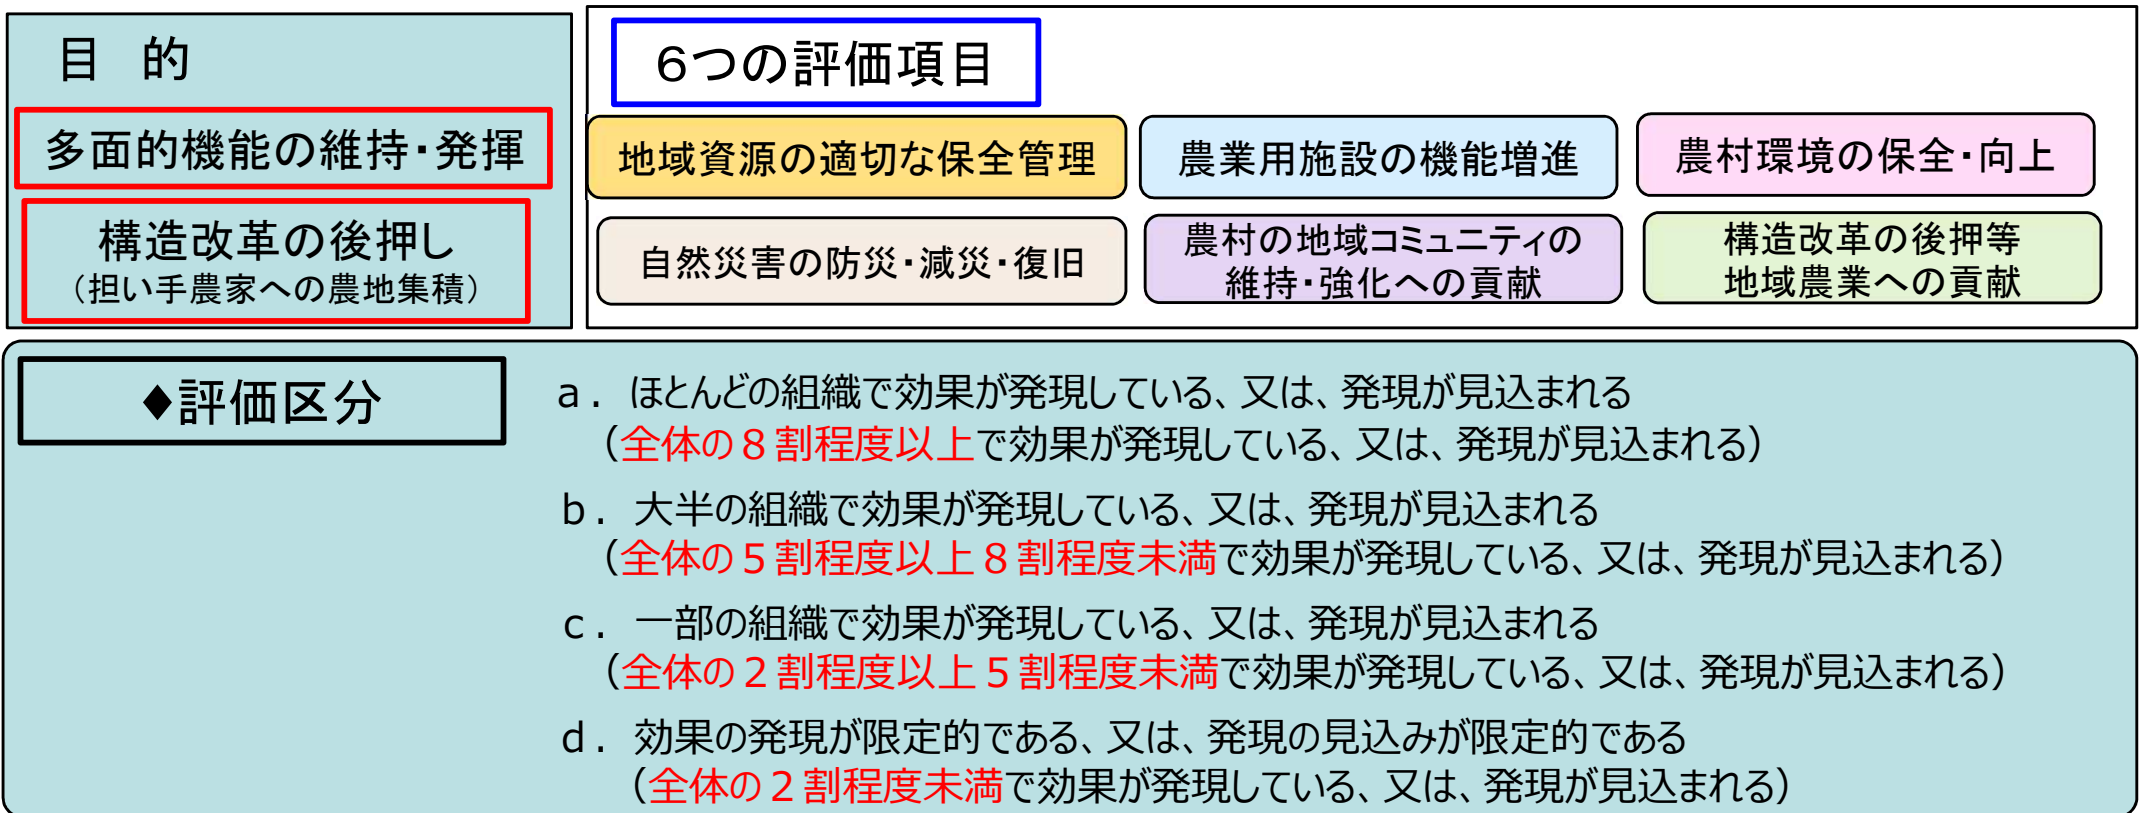 目　的
多面的機能の維持・発揮
構造改革の後押し
（担い手農家への農地集積）
６つの評価項目
地域資源の適切な保全管理
農業用施設の機能増進
農村環境の保全・向上
自然災害の防災・減災・復旧
農村の地域コミュニティの
維持・強化への貢献
構造改革の後押等
地域農業への貢献
◆評価区分
ａ．ほとんどの組織で効果が発現している、又は、発現が見込まれる
（全体の８割程度以上で効果が発現している、又は、発現が見込まれる）
ｂ．大半の組織で効果が発現している、又は、発現が見込まれる
（全体の５割程度以上８割程度未満で効果が発現している、又は、発現が見込まれる）
ｃ．一部の組織で効果が発現している、又は、発現が見込まれる
（全体の２割程度以上５割程度未満で効果が発現している、又は、発現が見込まれる）
ｄ．効果の発現が限定的である、又は、発現の見込みが限定的である
（全体の２割程度未満で効果が発現している、又は、発現が見込まれる）